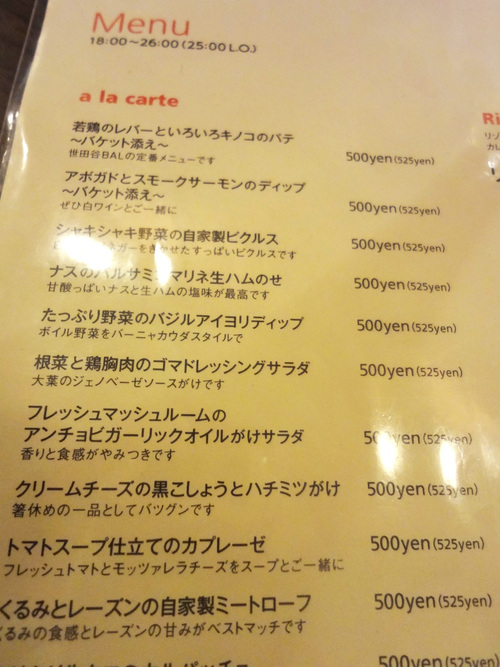 Menu
18:00〜26:00(25:00L.O.)
a la carte
若鶏のレバーといろいろキノコのパテ
〜バケット添え〜
世田谷BALの定番メニューです
500yen(525yen)
アボガドとスモークサーモンのディップ
〜バケット添え〜
ぜひ白ワインとご一緒に
500yen(525yen)
シャキシャキ野菜の自家製ピクルス
ガーをきかせたすっぱいピクルスです
500yen(525yen)
ナスのバルサミコマリネ生ハムのせ
甘酸っぱいナスと生ハムの塩味が最高です
500yen(525yen)
たっぷり野菜のバジルアイヨリディップ
ボイル野菜をバーニャカウダスタイルで
500yen(525yen)
根菜と鶏胸肉のゴマドレッシングサラダ
大葉のジェノベーゼソースがけです
500yen(525yen)
フレッシュマッシュルームの
アンチョビガーリックオイルがけサラダ
香りと食感がやみつきです
500yen(525yen)
クリームチーズの黒こしょうとハチミツがけ
箸休めの一品としてバツグンです
500yen(525yen)
トマトスープ仕立てのカプレーゼ
フレッシュトマトとモッツァレラチーズをスープとご一緒に
500yen(525yen)
くるみとレーズンの自家製ミートローフ
くるみの食感とレーズンの甘みがベストマッチです
500yen(525yen)
500yen(525yen)
Ri
リゾ
カレ